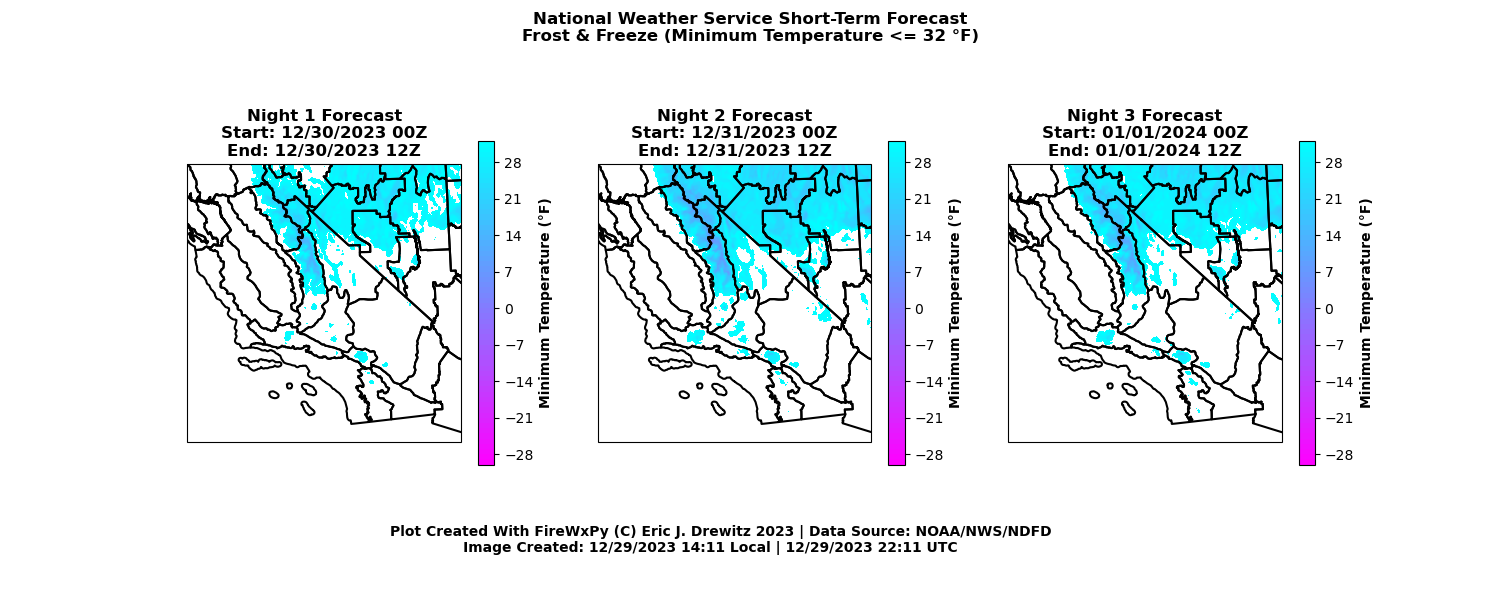 National Weather Service Short-Term Forecast
Frost & Freeze (Minimum Temperature <= 32 °F)
Night 1 Forecast
Start: 12/30/2023 00Z
End: 12/30/2023 12Z
28
21
14
7
0
−7
−14
−21
−28
Minimum Temperature (°F)
Night 2 Forecast
Start: 12/31/2023 00Z
End: 12/31/2023 12Z
28
21
14
7
0
−7
−14
−21
−28
Minimum Temperature (°F)
Night 3 Forecast
Start: 01/01/2024 00Z
End: 01/01/2024 12Z
28
21
14
7
0
−7
−14
−21
−28
Minimum Temperature (°F)
Plot Created With FireWxPy (C) Eric J. Drewitz 2023 | Data Source: NOAA/NWS/NDFD
Image Created: 12/29/2023 14:11 Local | 12/29/2023 22:11 UTC